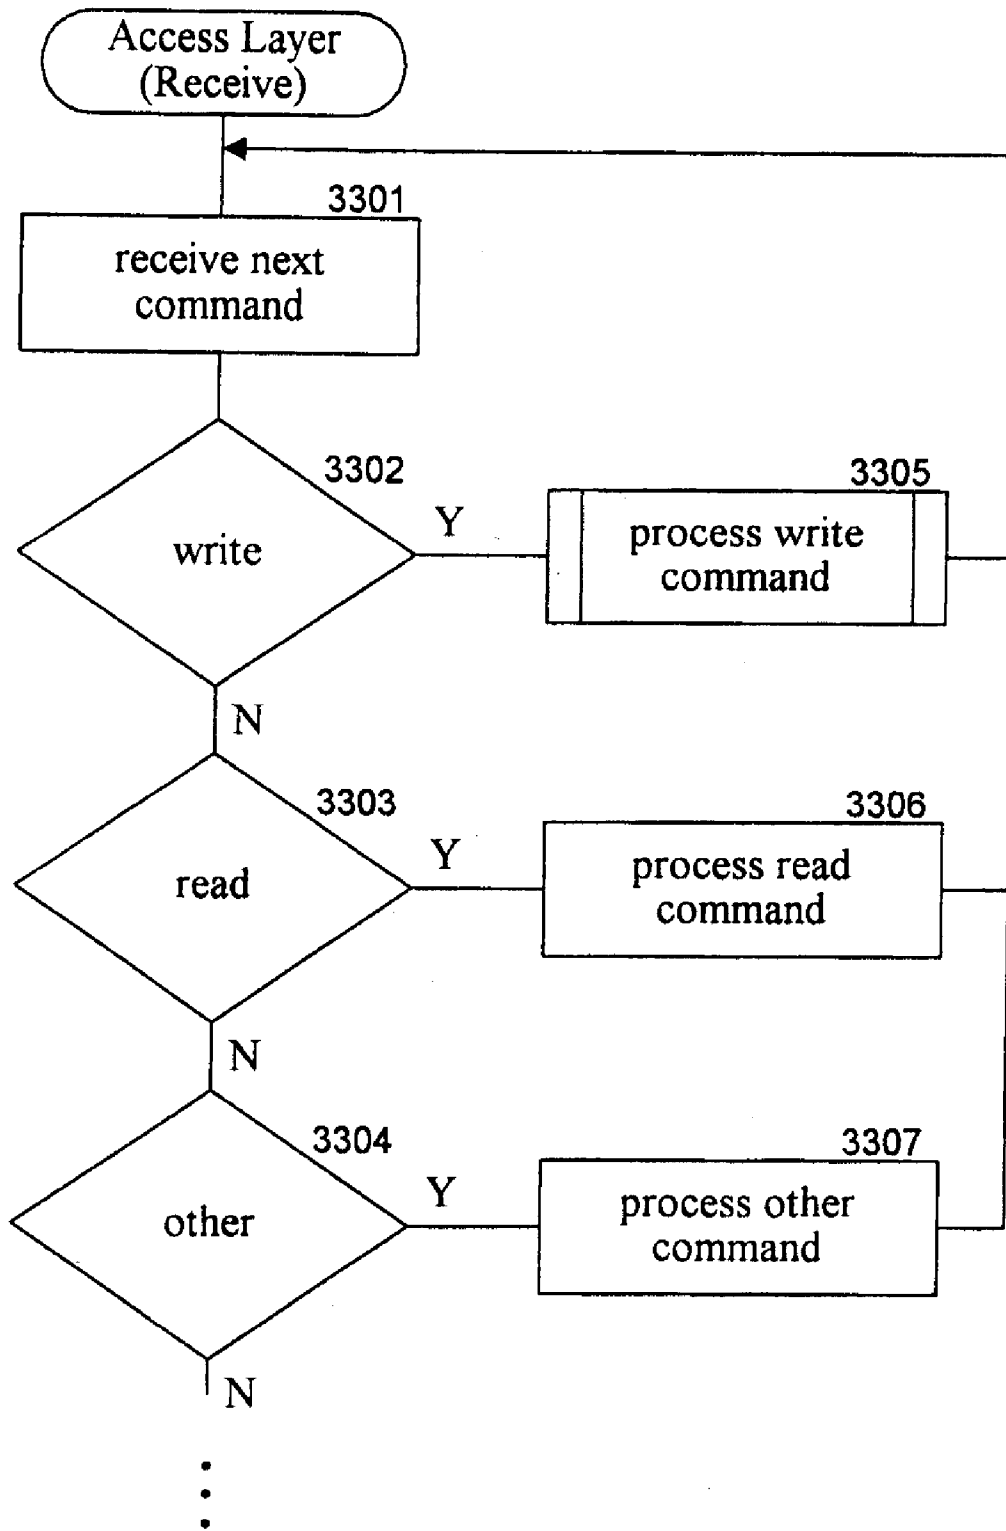 Access Layer
(Receive)
3301
receive next
command
3302
write
Y
3305
process write
command
N
3303
read
Y
3306
process read
command
N
3304
other
Y
3307
process other
command
N